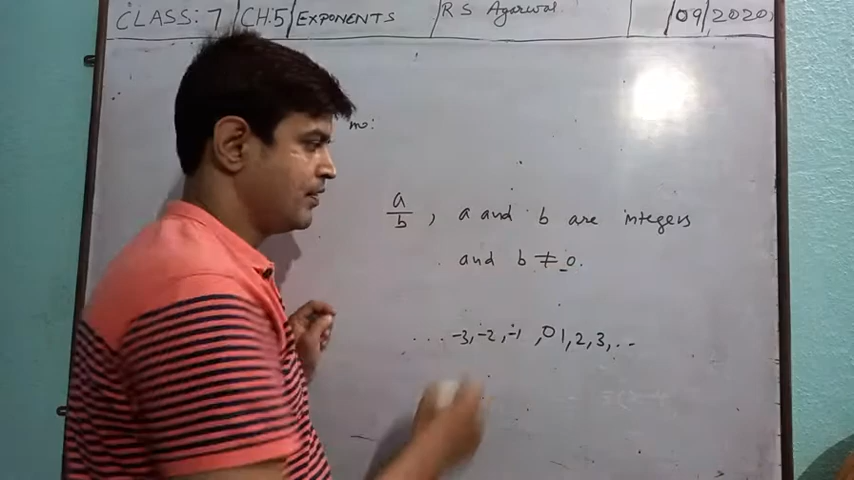 CLASS: 7 CH:5 EXPONENTS R S Agarwal /09/2020
no:
a/b, a and b are integers
and b ≠ 0.
... -3, -2, -1, 0 1, 2, 3, ...